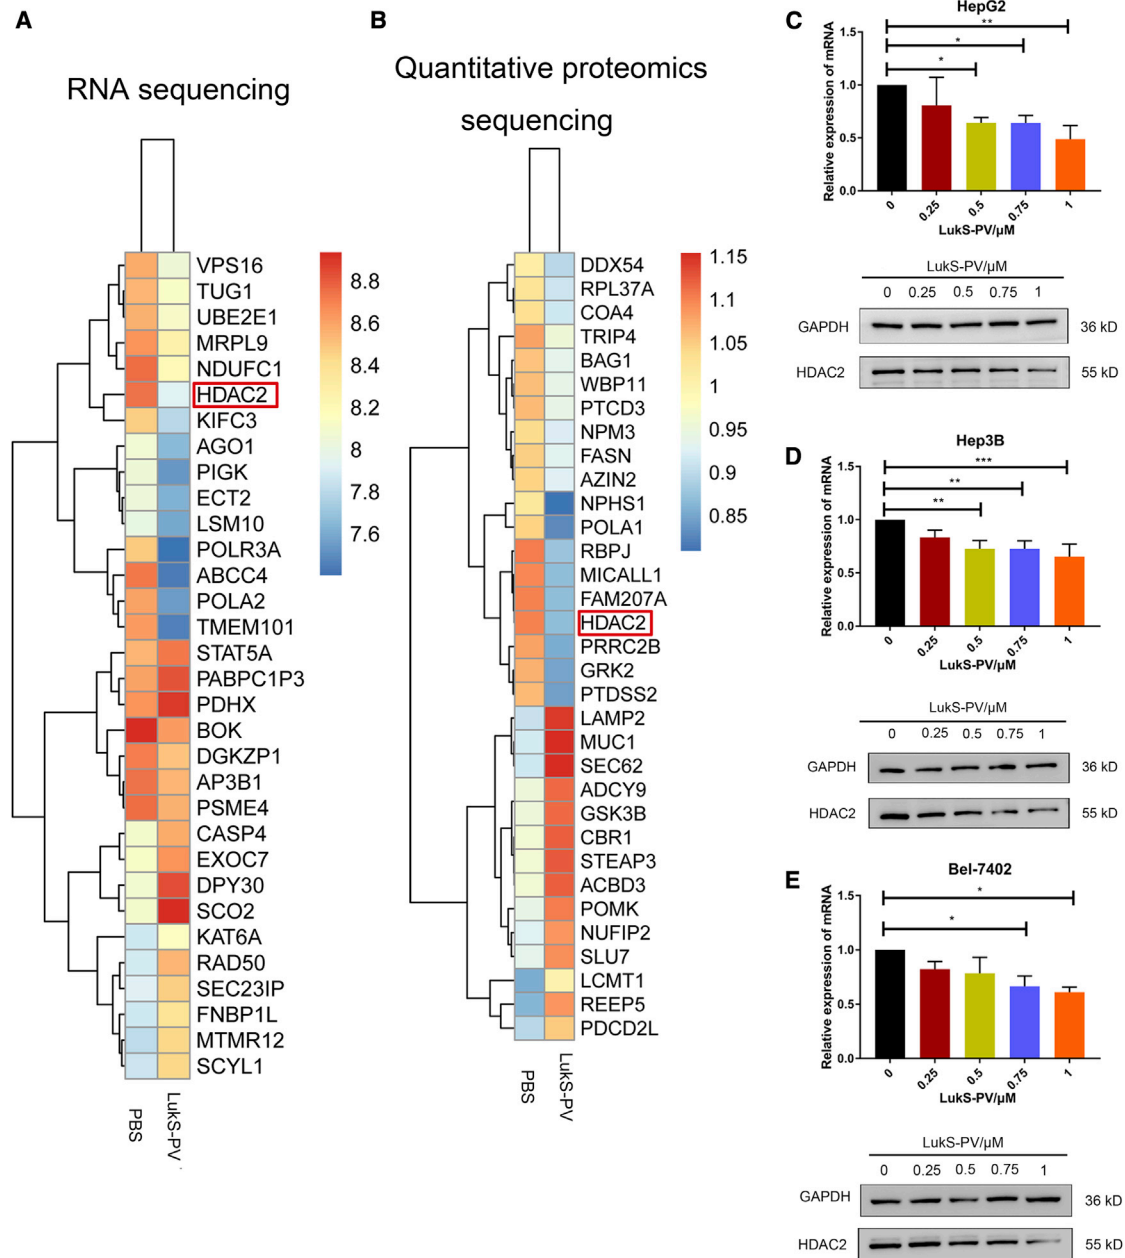 A
RNA sequencing
VPS16
TUG1
UBE2E1
MRPL9
NDUFC1
HDAC2
KIFC3
AGO1
PIGK
ECT2
LSM10
POLR3A
ABCC4
POLA2
TMEM101
STAT5A
PABPC1P3
PDHX
BOK
DGKZP1
AP3B1
PSME4
CASP4
EXOC7
DPY30
SCO2
KAT6A
RAD50
SEC23IP
FNBP1L
MTMR12
SCYL1
8.8
8.6
8.4
8.2
8
7.8
7.6
PBS
LukS-PV
B
Quantitative proteomics
sequencing
DDX54
RPL37A
COA4
TRIP4
BAG1
WBP11
PTCD3
NPM3
FASN
AZIN2
NPHS1
POLA1
RBPJ
MICALL1
FAM207A
HDAC2
PRRC2B
GRK2
PTDSS2
LAMP2
MUC1
SEC62
ADCY9
GSK3B
CBR1
STEAP3
ACBD3
POMK
NUFIP2
SLU7
LCMT1
REEP5
PDCD2L
1.15
1.1
1.05
1
0.95
0.9
0.85
PBS
LukS-PV
C
HepG2
Relative expression of mRNA
1.5
1.0
0.5
0.0
**
*
*
0 0.25 0.5 0.75 1
LukS-PV/μM
LukS-PV/μM
0 0.25 0.5 0.75 1
GAPDH 36 kD
HDAC2 55 kD
D
Hep3B
Relative expression of mRNA
1.5
1.0
0.5
0.0
***
**
**
0 0.25 0.5 0.75 1
LukS-PV/μM
LukS-PV/μM
0 0.25 0.5 0.75 1
GAPDH 36 kD
HDAC2 55 kD
E
Bel-7402
Relative expression of mRNA
1.5
1.0
0.5
0.0
*
*
0 0.25 0.5 0.75 1
LukS-PV/μM
LukS-PV/μM
0 0.25 0.5 0.75 1
GAPDH 36 kD
HDAC2 55 kD